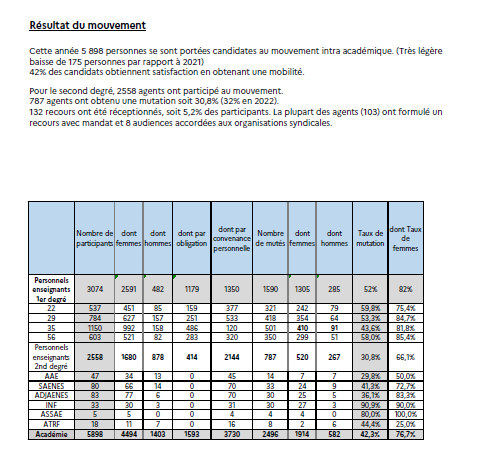 Résultat du mouvement
Cette année 5 898 personnes se sont portées candidates au mouvement intra académique. (Très légère
baisse de 175 personnes par rapport à 2021)
42% des candidats obtiennent satisfaction en obtenant une mobilité.
Pour le second degré, 2558 agents ont participé au mouvement.
787 agents ont obtenu une mutation soit 30,8% (32% en 2022).
132 recours ont été réceptionnés, soit 5,2% des participants. La plupart des agents (103) ont formulé un
recours avec mandat et 8 audiences accordées aux organisations syndicales.
Nombre de participants dont femmes dont hommes dont par obligation dont par convenance personnelle Nombre de mutés dont femmes dont hommes Taux de mutation dont Taux de femmes
Personnels enseignants 1er degré 3074 2591 482 1179 1350 1590 1305 285 52% 82%
22 537 451 85 159 377 321 242 79 59,8% 75,4%
29 784 627 157 251 533 418 354 64 53,3% 84,7%
35 1150 992 158 486 120 501 410 91 43,6% 81,8%
56 603 521 82 283 320 350 299 51 58,0% 85,4%
Personnels enseignants 2nd degré 2558 1680 878 414 2144 787 520 267 30,8% 66,1%
AAE 47 34 13 0 45 14 7 7 29,8% 50,0%
SAENES 80 66 14 0 70 33 24 9 41,3% 72,7%
ADJAENES 83 77 6 0 70 30 25 5 36,1% 83,3%
INF 33 30 3 0 31 30 27 3 90,9% 90,0%
ASSAE 5 5 0 0 4 4 4 0 80,0% 100,0%
ATRF 18 11 7 0 16 8 2 6 44,4% 25,0%
Académie 5898 4494 1403 1593 3730 2496 1914 582 42,3% 76,7%